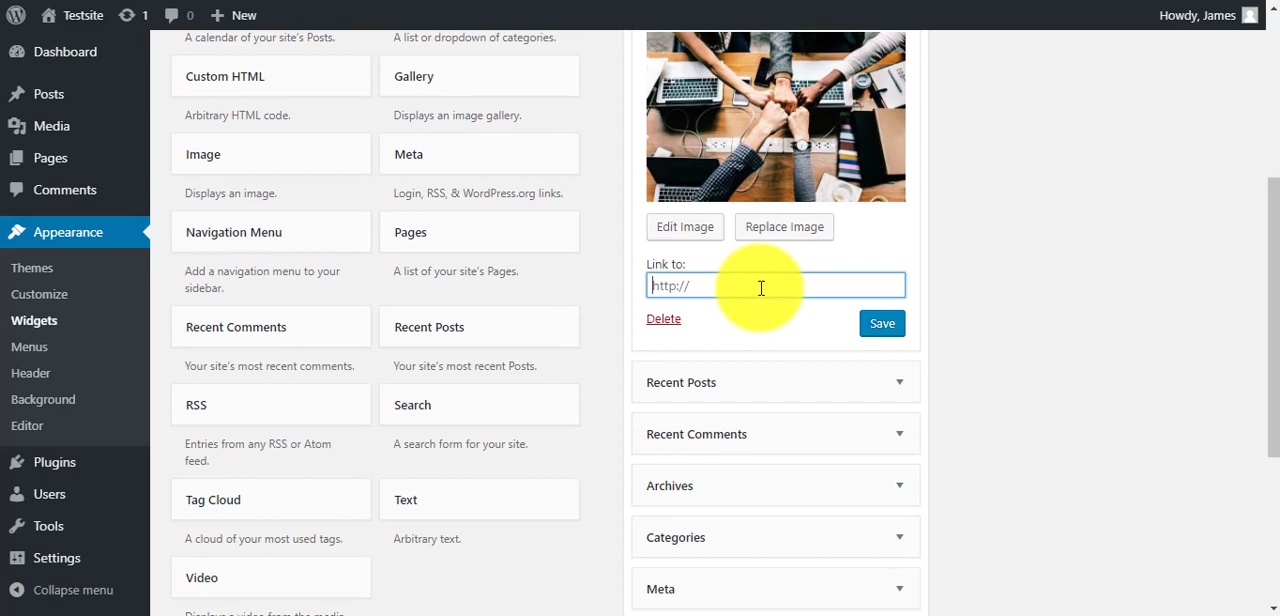 Testsite 1 0 New Howdy, James
Dashboard
Posts
Media
Pages
Comments
Appearance
Themes
Customize
Widgets
Menus
Header
Background
Editor
Plugins
Users
Tools
Settings
Collapse menu
A calendar of your site's Posts.
A list or dropdown of categories.
Custom HTML
Gallery
Arbitrary HTML code.
Displays an image gallery.
Image
Meta
Displays an image.
Login, RSS, & WordPress.org links.
Navigation Menu
Pages
Add a navigation menu to your
sidebar.
A list of your site's Pages.
Recent Comments
Recent Posts
Your site's most recent comments.
Your site's most recent Posts.
RSS
Search
Entries from any RSS or Atom
feed.
A search form for your site.
Tag Cloud
Text
A cloud of your most used tags.
Arbitrary text.
Video
Displays a video from the media
Edit Image
Replace Image
Link to:
http://
Delete
Save
Recent Posts
Recent Comments
Archives
Categories
Meta